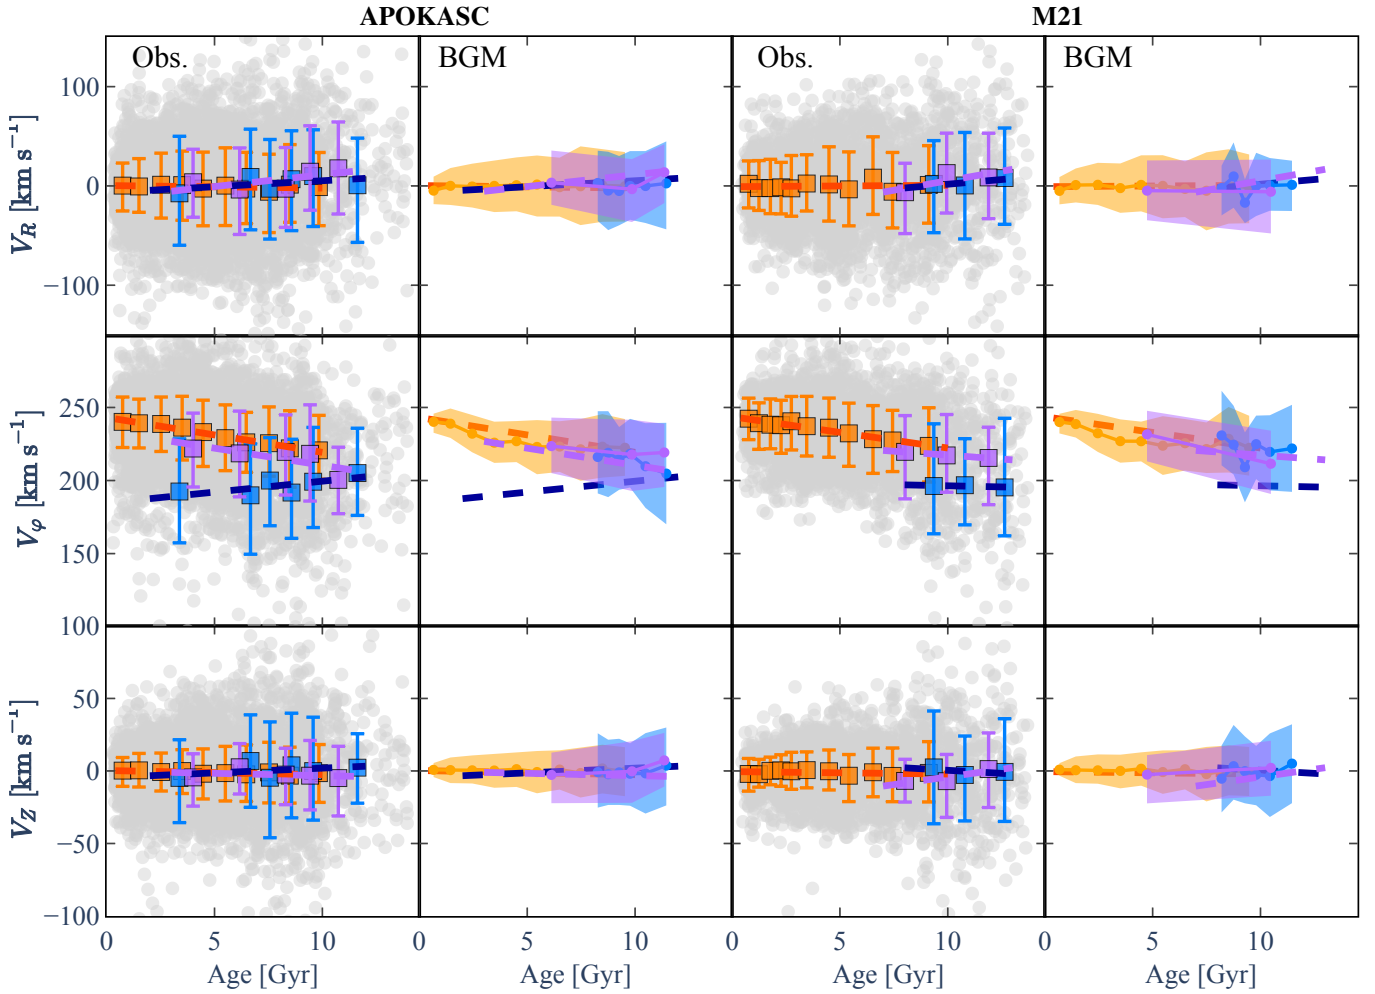 APOKASC M21
Obs. BGM Obs. BGM
V_R [km s⁻¹]
100
0
−100
V_φ [km s⁻¹]
250
200
150
100
V_Z [km s⁻¹]
50
0
−50
−100
0 5 10 0 5 10 0 5 10 5 10
Age [Gyr] Age [Gyr] Age [Gyr] Age [Gyr]